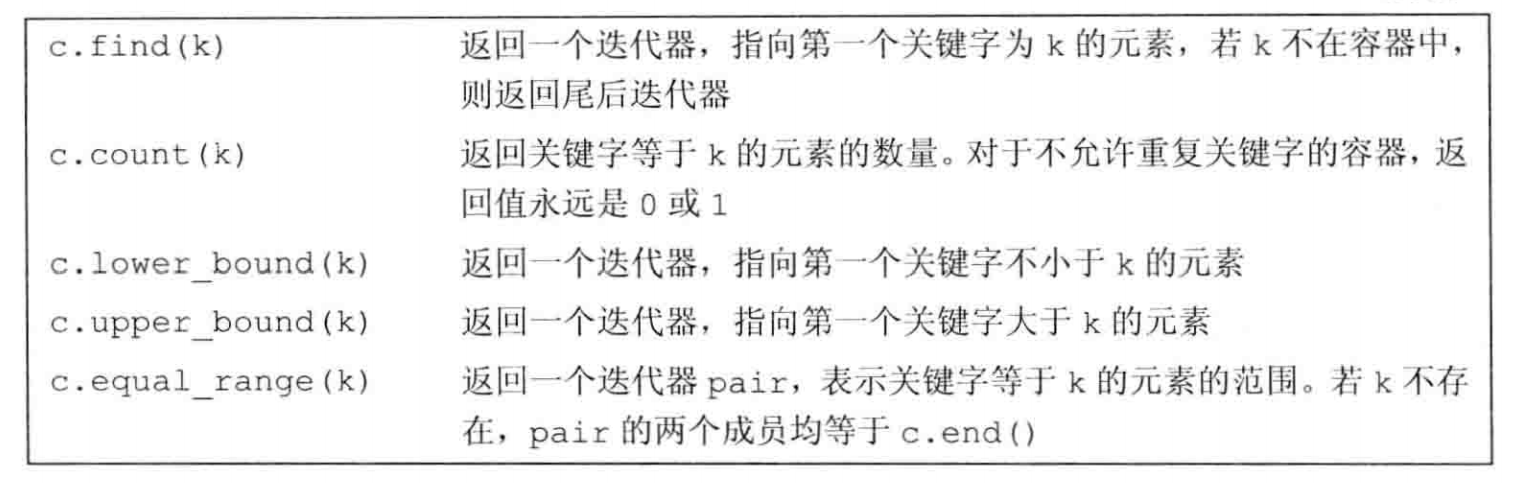 c.find(k) 返回一个迭代器，指向第一个关键字为 k 的元素，若 k 不在容器中，
则返回尾后迭代器
c.count(k) 返回关键字等于 k 的元素的数量。对于不允许重复关键字的容器，返
回值永远是 0 或 1
c.lower_bound(k) 返回一个迭代器，指向第一个关键字不小于 k 的元素
c.upper_bound(k) 返回一个迭代器，指向第一个关键字大于 k 的元素
c.equal_range(k) 返回一个迭代器 pair，表示关键字等于 k 的元素的范围。若 k 不存
在，pair 的两个成员均等于 c.end()